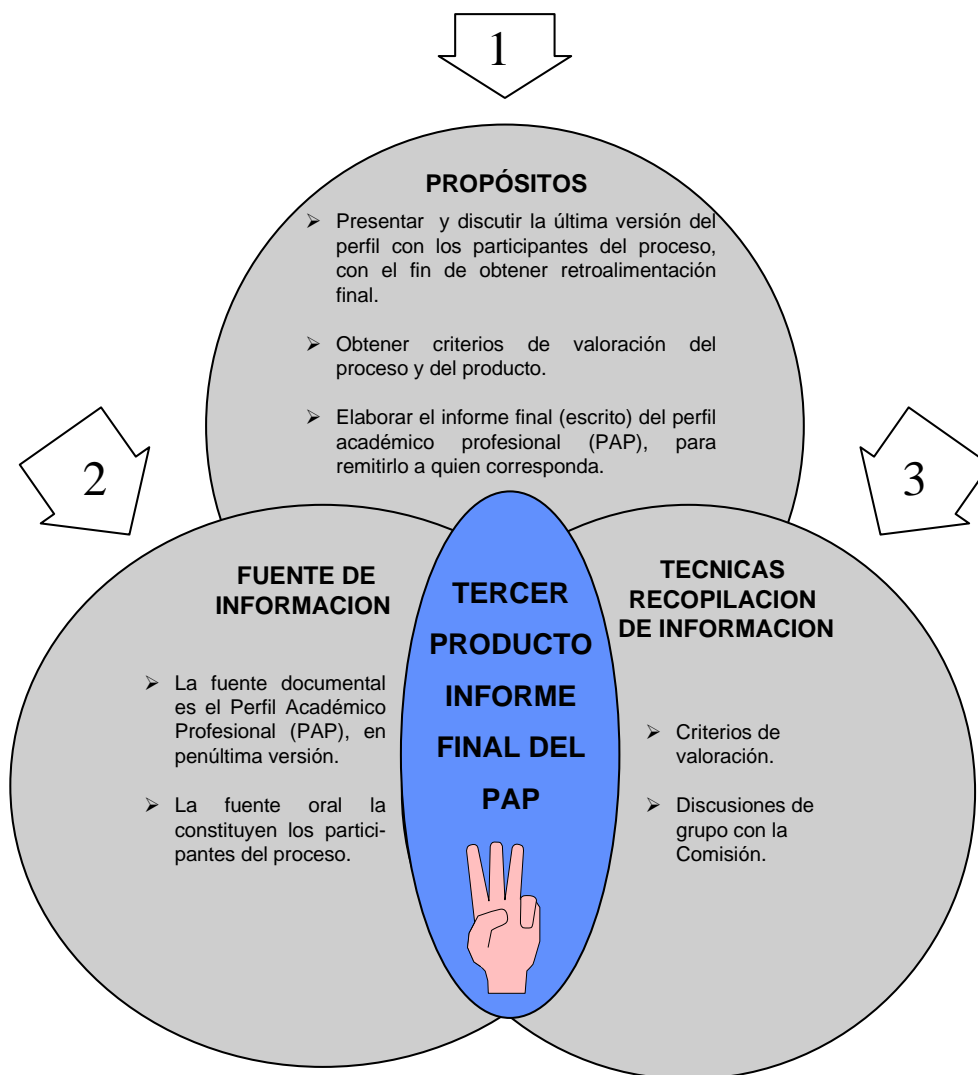 1
PROPÓSITOS
➢ Presentar y discutir la última versión del
perfil con los participantes del proceso,
con el fin de obtener retroalimentación
final.
➢ Obtener criterios de valoración del
proceso y del producto.
➢ Elaborar el informe final (escrito) del perfil
académico profesional (PAP), para
remitirlo a quien corresponda.
2
FUENTE DE
INFORMACION
➢ La fuente documental
es el Perfil Académico
Profesional (PAP), en
penúltima versión.
➢ La fuente oral la
constituyen los partici-
pantes del proceso.
TERCER
PRODUCTO
INFORME
FINAL DEL
PAP
3
TECNICAS
RECOPILACION
DE INFORMACION
➢ Criterios de
valoración.
➢ Discusiones de
grupo con la
Comisión.